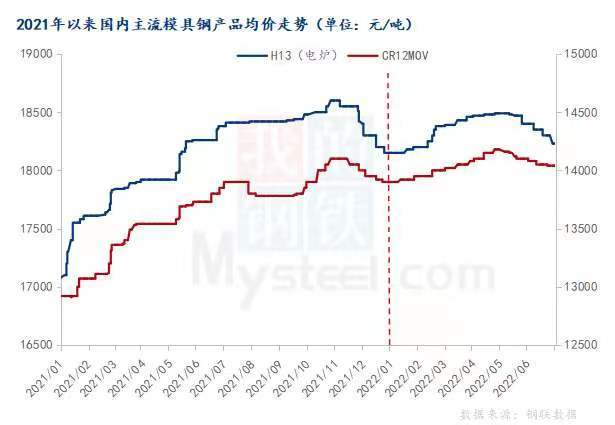 2021年以来国内主流模具钢产品均价走势（单位：元/吨）
H13（电炉） CR12MOV
19000 15000
18500 14500
18000 14000
17500 13500
17000 13000
16500 12500
我的
钢铁
Mysteel.com
2021/01 2021/02 2021/03 2021/04 2021/05 2021/06 2021/07 2021/08 2021/09 2021/10 2021/11 2021/12 2022/01 2022/02 2022/03 2022/04 2022/05 2022/06
数据来源：钢联数据